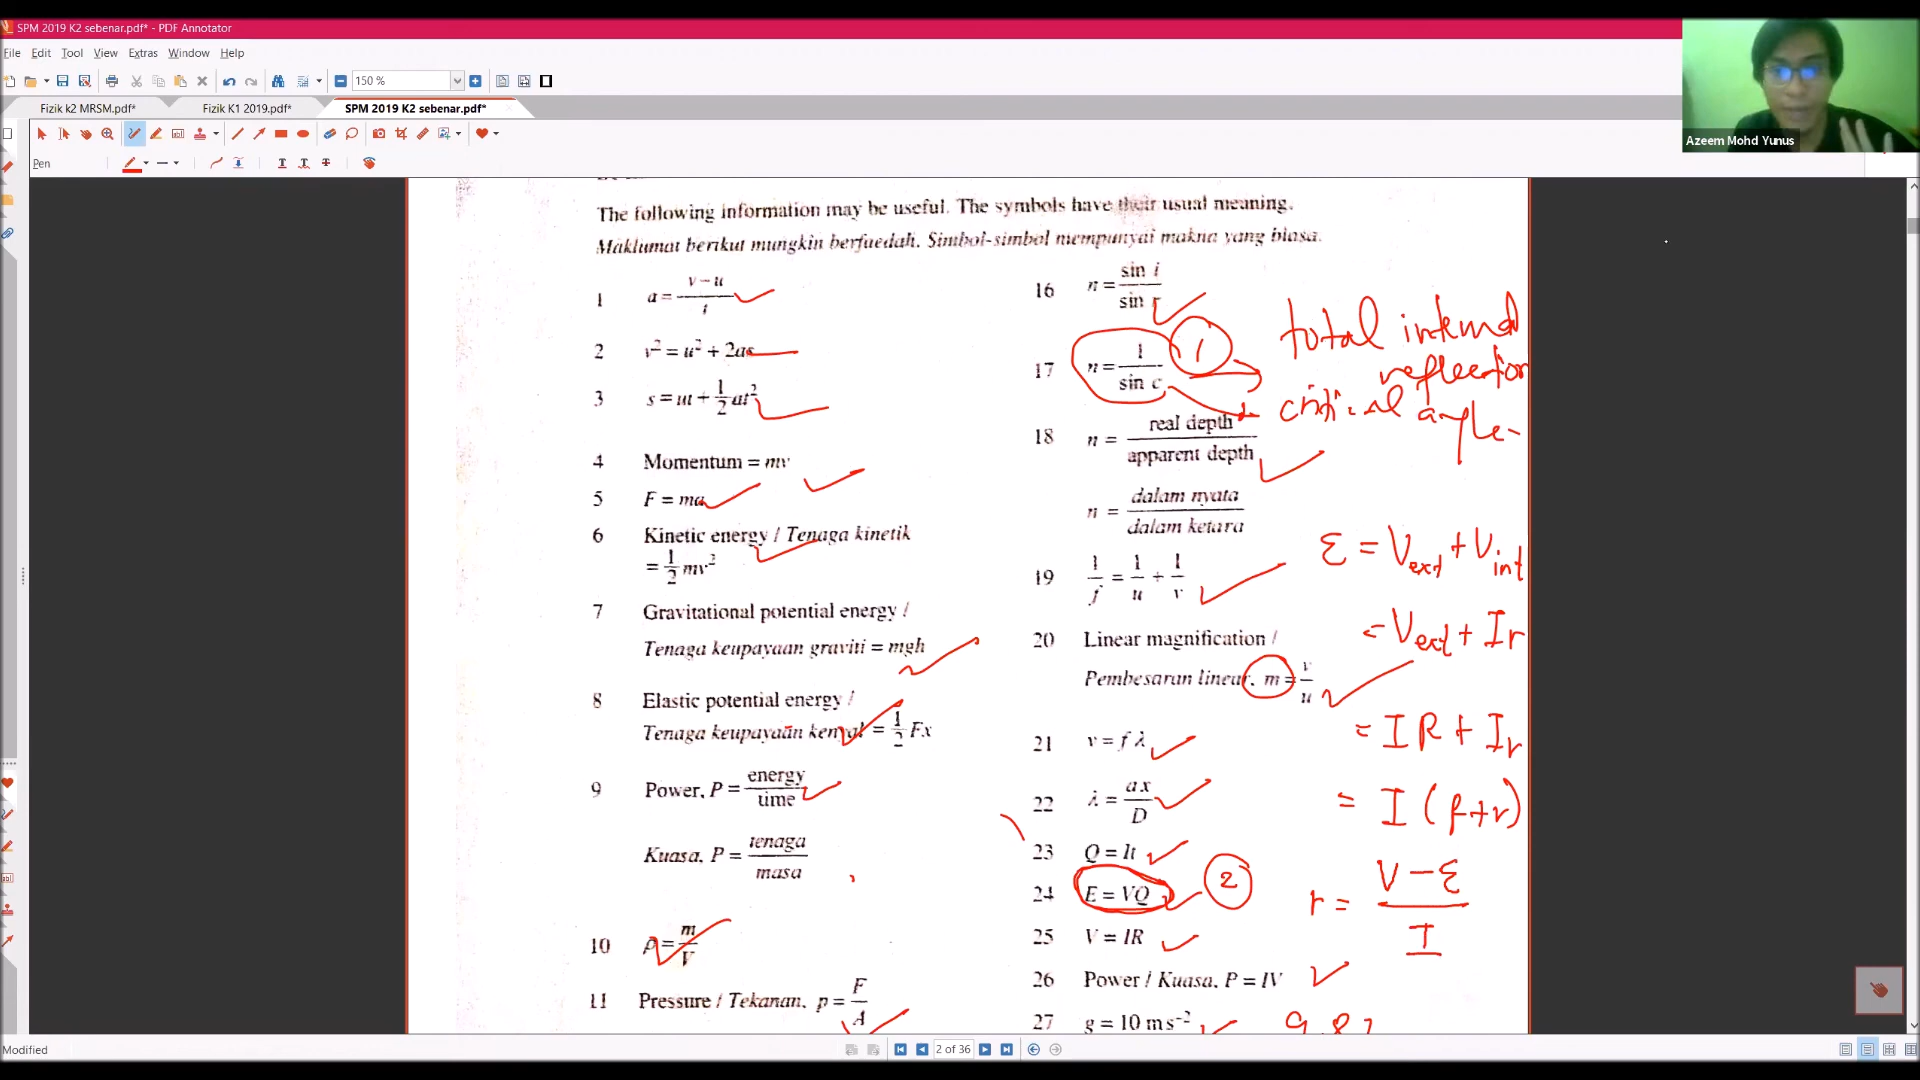 SPM 2019 K2 sebenar.pdf* - PDF Annotator
File Edit Tool View Extras Window Help
150 %
Fizik k2 MRSM.pdf* Fizik K1 2019.pdf* SPM 2019 K2 sebenar.pdf*
Azeem Mohd Yunus
Pen
The following information may be useful. The symbols have their usual meaning.
Maklumat berikut mungkin berfaedah. Simbol-simbol mempunyai makna yang biasa.
1 a = v – u / t
2 v² = u² + 2as
3 s = ut + 1/2 at²
4 Momentum = mv
5 F = ma
6 Kinetic energy / Tenaga kinetik
= 1/2 mv²
7 Gravitational potential energy /
Tenaga keupayaan graviti = mgh
8 Elastic potential energy /
Tenaga keupayaan kenyal = 1/2 Fx
9 Power, P = energy / time
Kuasa, P = tenaga / masa
10 ρ = m / V
11 Pressure / Tekanan, p = F / A
16 n = sin i / sin r
17 n = 1 / sin c
1
total internal
reflection
critical angle
18 n = real depth / apparent depth
n = dalam nyata / dalam ketara
19 1/f = 1/u + 1/v
20 Linear magnification /
Pembesaran linear, m = v / u
21 v = f λ
22 λ = ax / D
23 Q = It
24 E = VQ
2
25 V = IR
26 Power / Kuasa, P = IV
27 g = 10 m s⁻²
9.81
ε = Vext + Vint
= Vext + Ir
= IR + Ir
= I (R+r)
r = V – ε / I
Modified
2 of 36